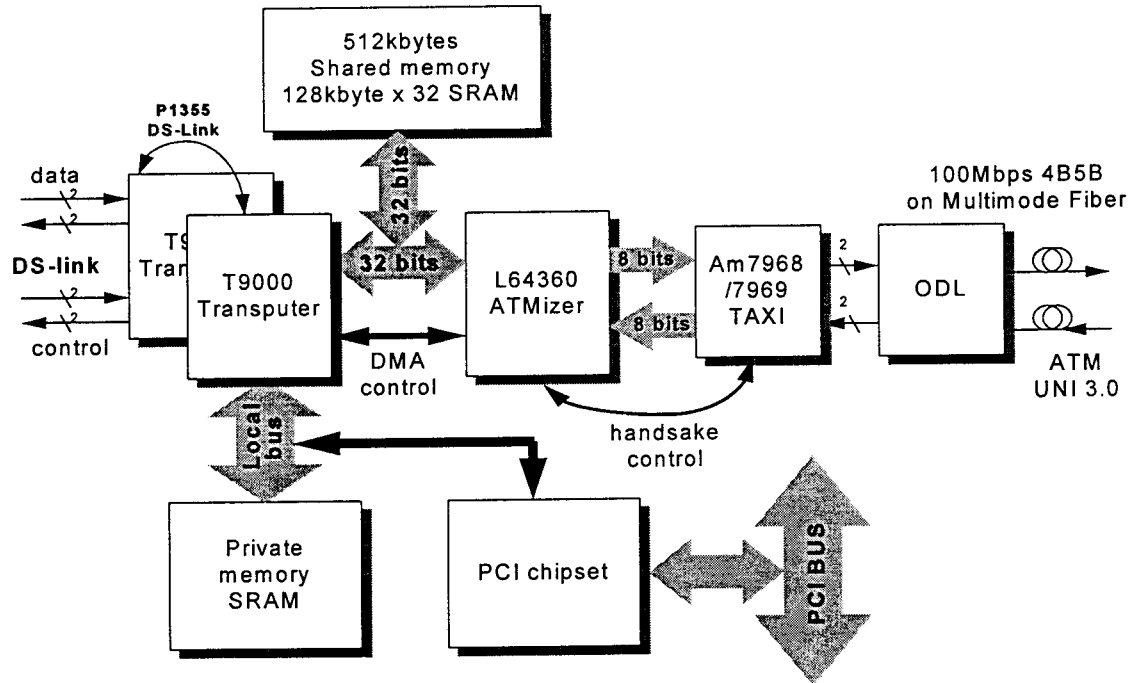 512kbytes
Shared memory
128kbyte x 32 SRAM
P1355
DS-Link
data
2
2
DS-link
2
2
control
T9
Tran
T9000
Transputer
32 bits
32 bits
DMA
control
L64360
ATMizer
8 bits
8 bits
Am7968
/7969
TAXI
2
2
ODL
100Mbps 4B5B
on Multimode Fiber
ATM
UNI 3.0
handsake
control
Local
bus
Private
memory
SRAM
PCI chipset
PCI BUS